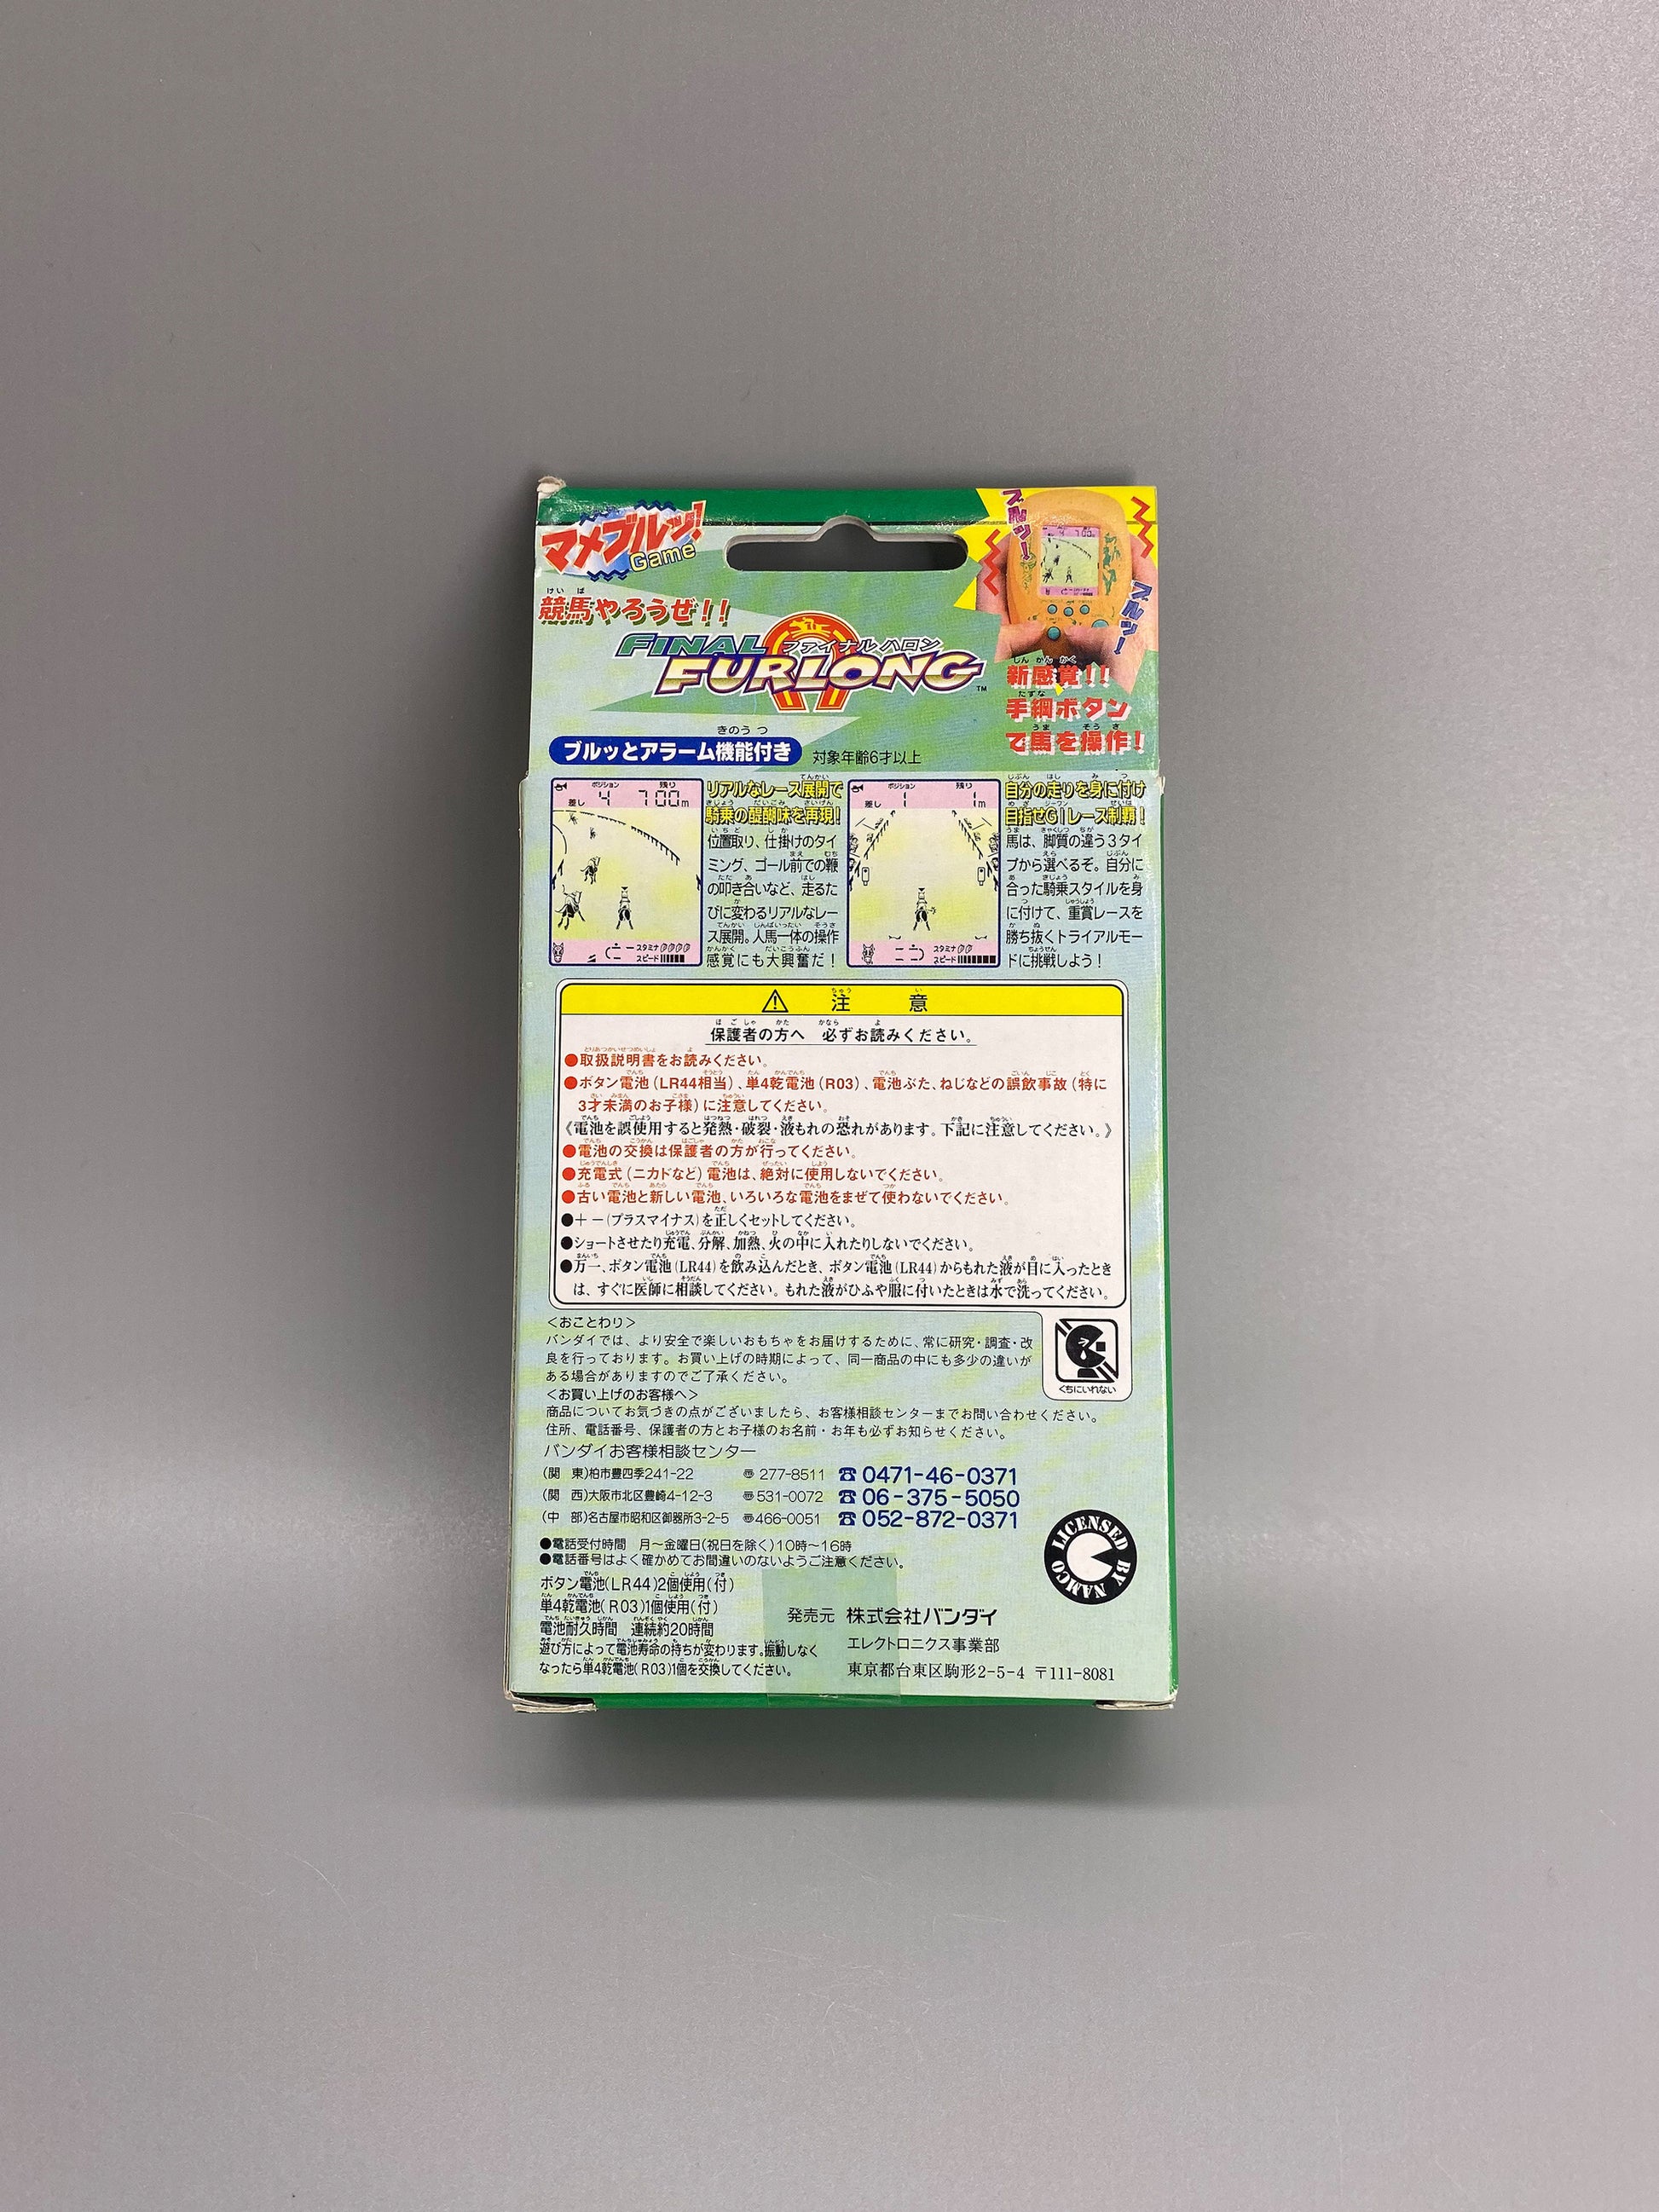 マメブルッ!
Game
競馬やろうぜ!!
けいば
FINAL
ファイナルハロン
FURLONG™
ブルッ!
ブルッ!
しんかんかく
新感覚!!
たずな
手綱ボタン
うま そうさ
で馬を操作!
きのうつ
ブルッとアラーム機能付き
対象年齢6才以上
ポジション 残り
差し 4 700m
スタミナ
スピード
リアルなレース展開で
騎乗の醍醐味を再現!
位置取り、仕掛けのタイ
ミング、ゴール前での鞭
の叩き合いなど、走るた
びに変わるリアルなレー
ス展開。人馬一体の操作
感覚にも大興奮だ!
ポジション 残り
差し 1 1m
スタミナ
スピード
自分の走りを身に付け
目指せGIレース制覇!
馬は、脚質の違う3タイ
プから選べるぞ。自分に
合った騎乗スタイルを身
に付けて、重賞レースを
勝ち抜くトライアルモー
ドに挑戦しよう!
⚠ 注意
保護者の方へ 必ずお読みください。
●取扱説明書をお読みください。
●ボタン電池(LR44相当)、単4乾電池(R03)、電池ぶた、ねじなどの誤飲事故(特に
3才未満のお子様)に注意してください。
《電池を誤使用すると発熱・破裂・液もれの恐れがあります。下記に注意してください。》
●電池の交換は保護者の方が行ってください。
●充電式(ニカドなど)電池は、絶対に使用しないでください。
●古い電池と新しい電池、いろいろな電池をまぜて使わないでください。
●+-(プラスマイナス)を正しくセットしてください。
●ショートさせたり充電、分解、加熱、火の中に入れたりしないでください。
●万一、ボタン電池(LR44)を飲み込んだとき、ボタン電池(LR44)からもれた液が目に入ったとき
は、すぐに医師に相談してください。もれた液がひふや服に付いたときは水で洗ってください。
<おことわり>
バンダイでは、より安全で楽しいおもちゃをお届けするために、常に研究・調査・改
良を行っております。お買い上げの時期によって、同一商品の中にも多少の違いが
ある場合がありますのでご了承ください。
くちにいれない
<お買い上げのお客様へ>
商品についてお気づきの点がございましたら、お客様相談センターまでお問い合わせください。
住所、電話番号、保護者の方とお子様のお名前・お年も必ずお知らせください。
バンダイお客様相談センター
(関 東)柏市豊四季241-22 〠277-8511 ☎0471-46-0371
(関 西)大阪市北区豊崎4-12-3 〠531-0072 ☎06-375-5050
(中 部)名古屋市昭和区御器所3-2-5 〠466-0051 ☎052-872-0371
●電話受付時間 月~金曜日(祝日を除く)10時~16時
●電話番号はよく確かめてお間違いのないようご注意ください。
LICENSED BY NAMCO
ボタン電池(LR44)2個使用(付)
単4乾電池(R03)1個使用(付)
電池耐久時間 連続約20時間
遊び方によって電池寿命の持ちが変わります。振動しなく
なったら単4乾電池(R03)1個を交換してください。
発売元 株式会社バンダイ
エレクトロニクス事業部
東京都台東区駒形2-5-4 〒111-8081